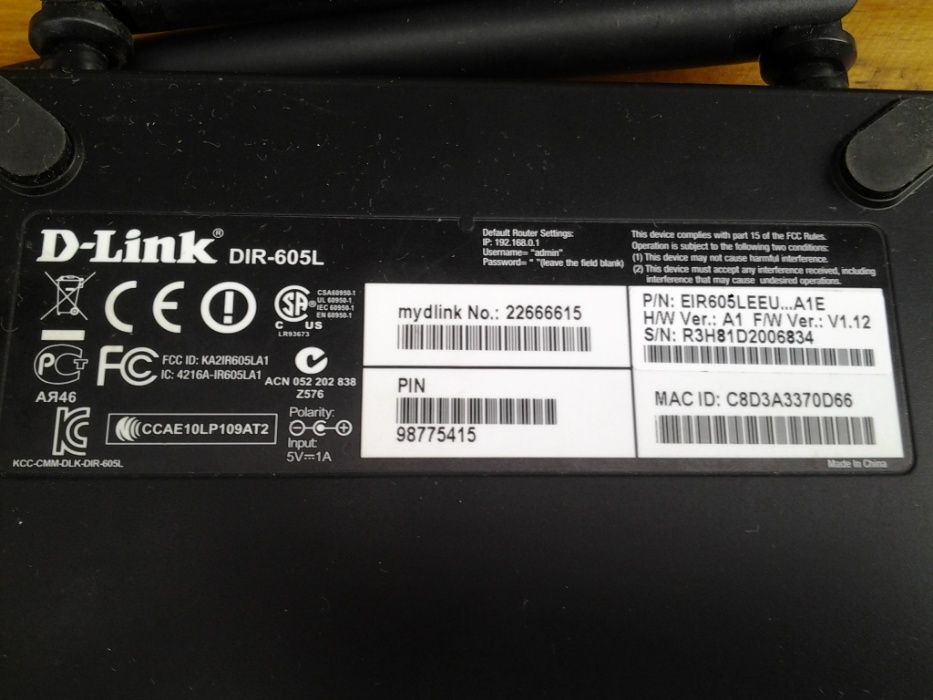 D-Link® DIR-605L
Default Router Settings:
IP: 192.168.0.1
Username= "admin"
Password= " "(leave the field blank)
This device complies with part 15 of the FCC Rules.
Operation is subject to the following two conditions:
(1) This device may not cause harmful interference.
(2) This device must accept any interference received, including
interference that may cause undesired operations.
CE
SA
C US
LR93673
CSA60950-1
UL 60950-1
IEC 60950-1
EN 60950-1
АЯ46
FC FCC ID: KA2IR605LA1
IC: 4216A-IR605LA1
ACN 052 202 838
Z576
KC
CCAE10LP109AT2
Polarity:
Input:
5V⎓1A
KCC-CMM-DLK-DIR-605L
mydlink No.: 22666615
PIN
98775415
P/N: EIR605LEEU...A1E
H/W Ver.: A1 F/W Ver.: V1.12
S/N: R3H81D2006834
MAC ID: C8D3A3370D66
Made In China